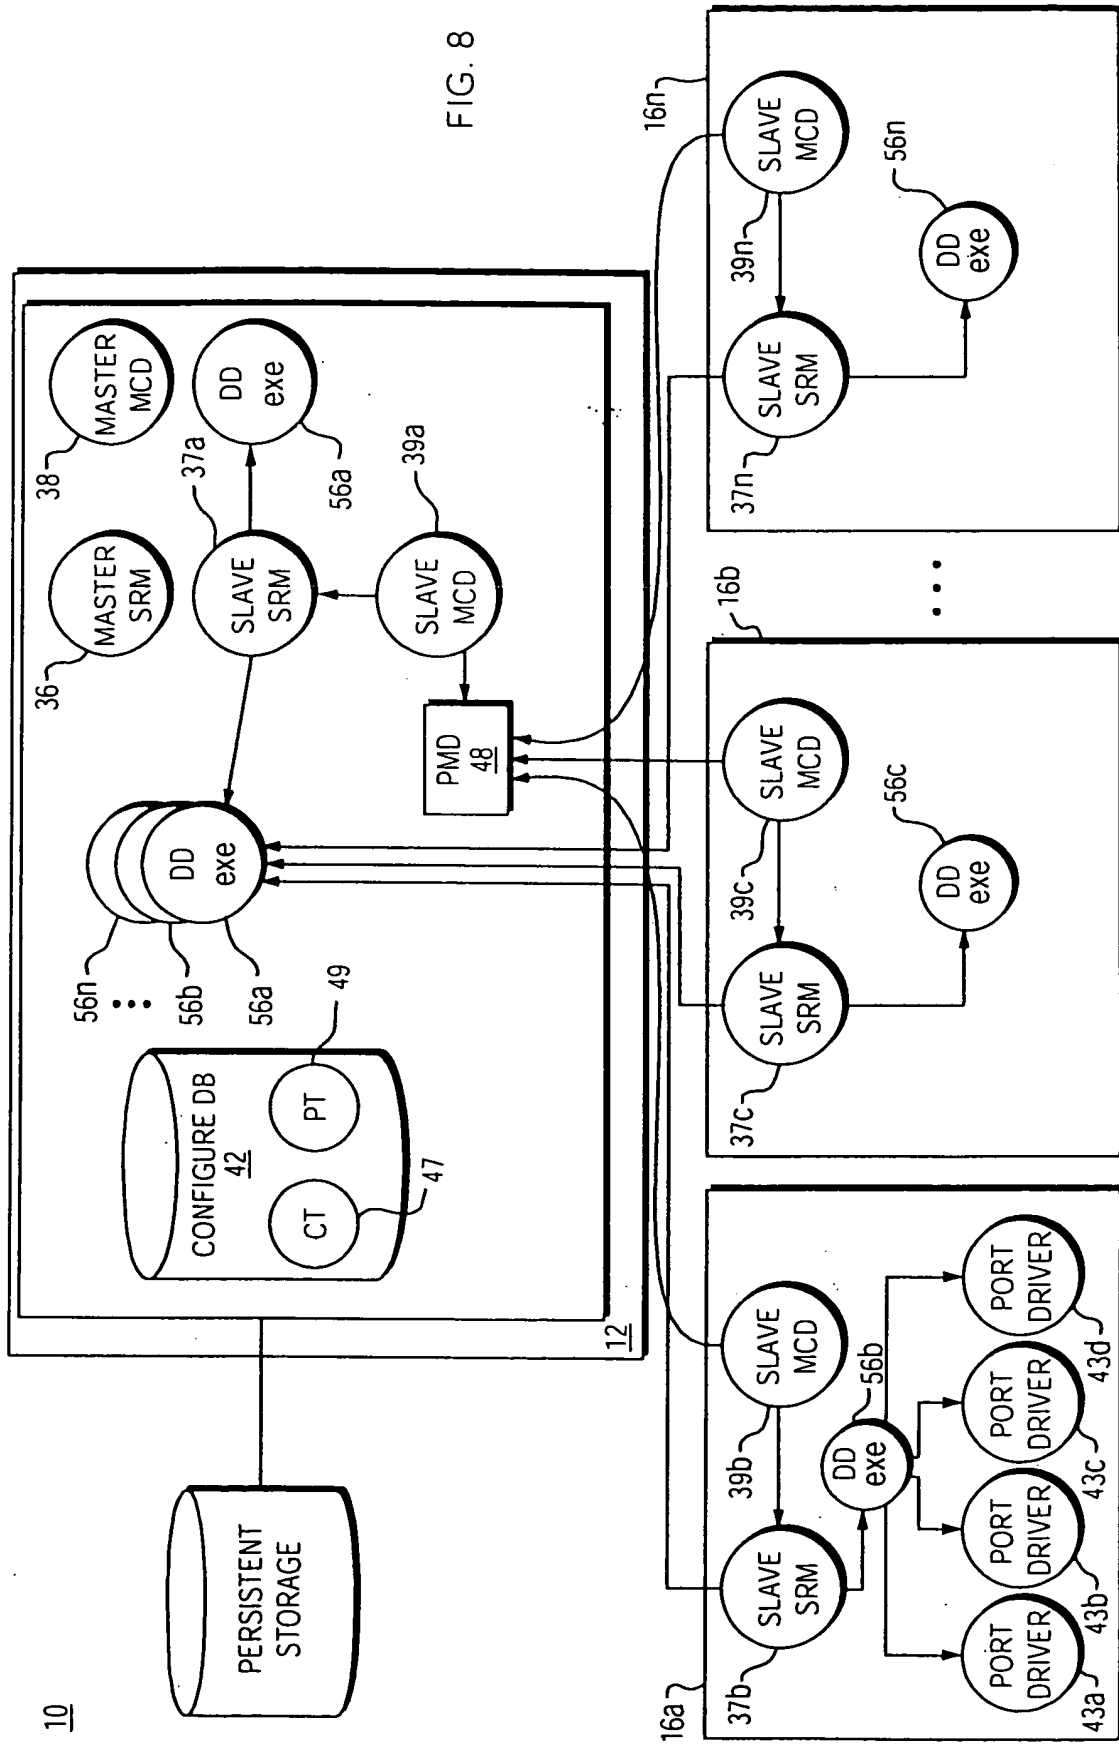 10
PERSISTENT
STORAGE
12
CONFIGURE DB
42
CT
PT
47
49
56n
56b
56a
DD
exe
36
MASTER
SRM
38
MASTER
MCD
37a
SLAVE
SRM
DD
exe
56a
39a
SLAVE
MCD
PMD
48
16a
37b
SLAVE
SRM
39b
SLAVE
MCD
DD
exe
56b
PORT
DRIVER
43a
PORT
DRIVER
43b
PORT
DRIVER
43c
PORT
DRIVER
43d
16b
37c
SLAVE
SRM
39c
SLAVE
MCD
DD
exe
56c
16n
37n
SLAVE
SRM
39n
SLAVE
MCD
DD
exe
56n
FIG. 8